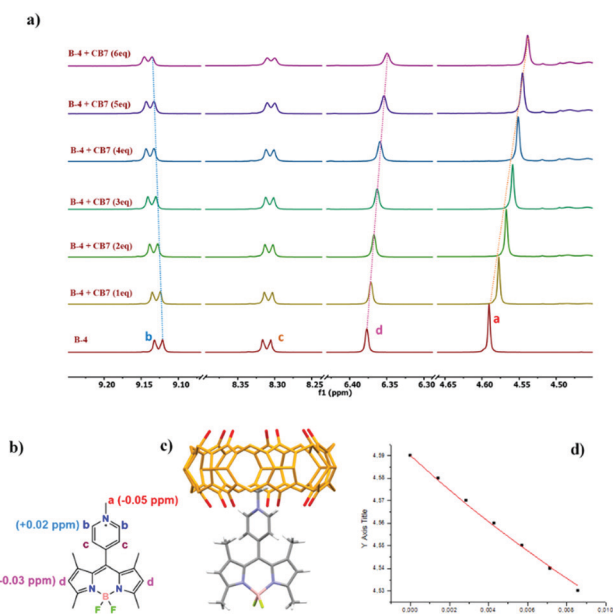 a)
B-4 + CB7 (6eq)
B-4 + CB7 (5eq)
B-4 + CB7 (4eq)
B-4 + CB7 (3eq)
B-4 + CB7 (2eq)
B-4 + CB7 (1eq)
B-4
b
c
d
a
9.20 9.15 9.10 8.35 8.30 6.40 6.35 6.30 4.65 4.60 4.55 4.50
f1 (ppm)
b)
a (-0.05 ppm)
N
+
(+0.02 ppm) b b
c c
-0.03 ppm) d d
N B N
F F
c)
d)
Y Axis Title
4.59
4.58
4.57
4.56
4.55
4.54
4.53
0.000 0.002 0.004 0.006 0.008 0.010